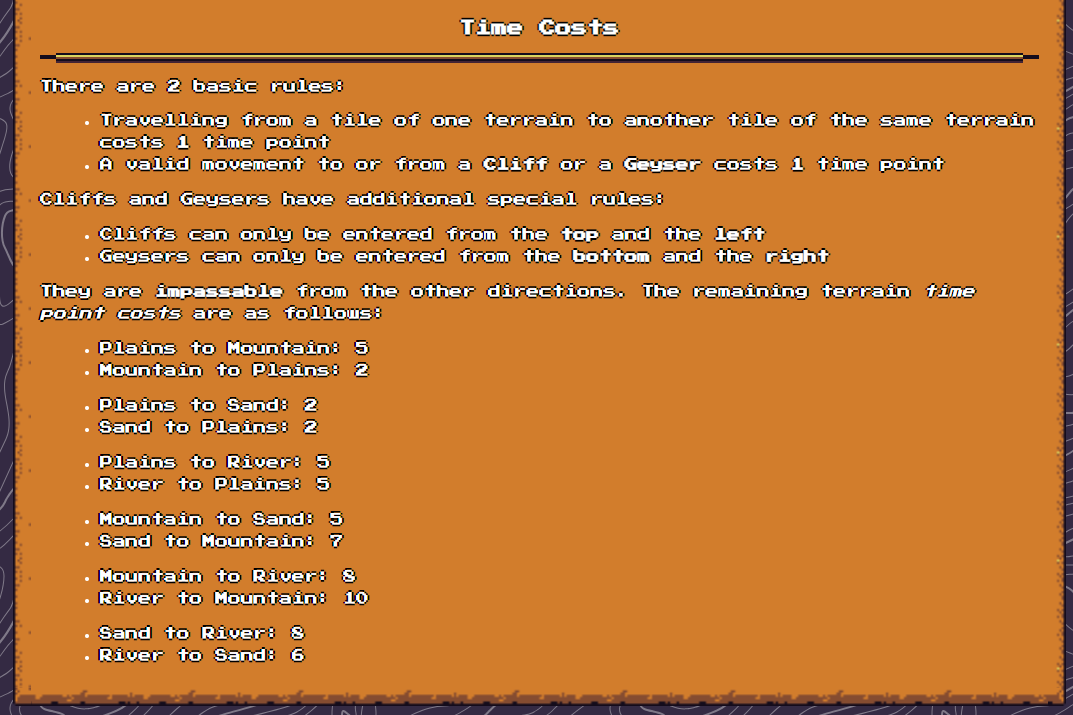 Time Costs
There are 2 basic rules:
Travelling from a tile of one terrain to another tile of the same terrain
costs 1 time point
A valid movement to or from a Cliff or a Geyser costs 1 time point
Cliffs and Geysers have additional special rules:
Cliffs can only be entered from the top and the left
Geysers can only be entered from the bottom and the right
They are impassable from the other directions. The remaining terrain time
point costs are as follows:
Plains to Mountain: 5
Mountain to Plains: 2
Plains to Sand: 2
Sand to Plains: 2
Plains to River: 5
River to Plains: 5
Mountain to Sand: 5
Sand to Mountain: 7
Mountain to River: 8
River to Mountain: 10
Sand to River: 8
River to Sand: 6